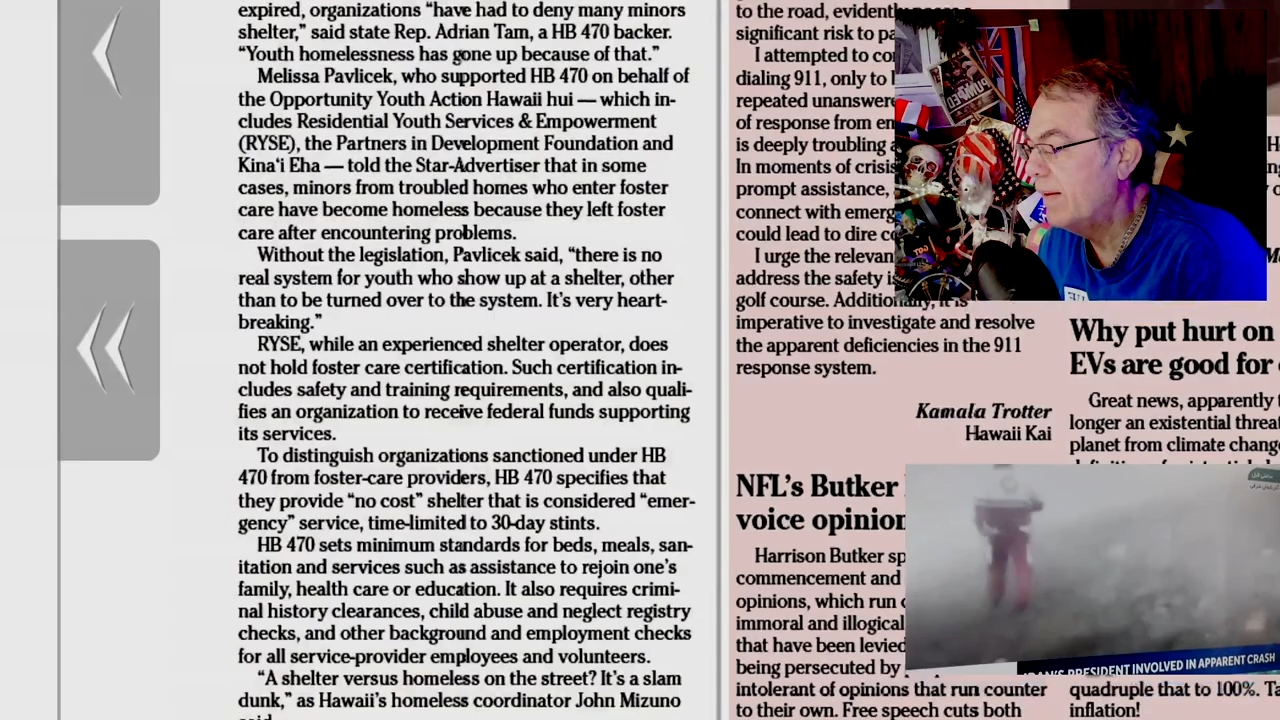 expired, organizations “have had to deny many minors
shelter,” said state Rep. Adrian Tam, a HB 470 backer.
“Youth homelessness has gone up because of that.”
Melissa Pavlicek, who supported HB 470 on behalf of
the Opportunity Youth Action Hawaii hui — which in-
cludes Residential Youth Services & Empowerment
(RYSE), the Partners in Development Foundation and
Kina‘i Eha — told the Star-Advertiser that in some
cases, minors from troubled homes who enter foster
care have become homeless because they left foster
care after encountering problems.
Without the legislation, Pavlicek said, “there is no
real system for youth who show up at a shelter, other
than to be turned over to the system. It’s very heart-
breaking.”
RYSE, while an experienced shelter operator, does
not hold foster care certification. Such certification in-
cludes safety and training requirements, and also quali-
fies an organization to receive federal funds supporting
its services.
To distinguish organizations sanctioned under HB
470 from foster-care providers, HB 470 specifies that
they provide “no cost” shelter that is considered “emer-
gency” service, time-limited to 30-day stints.
HB 470 sets minimum standards for beds, meals, san-
itation and services such as assistance to rejoin one’s
family, health care or education. It also requires crimi-
nal history clearances, child abuse and neglect registry
checks, and other background and employment checks
for all service-provider employees and volunteers.
“A shelter versus homeless on the street? It’s a slam
dunk,” as Hawaii’s homeless coordinator John Mizuno
to the road, evidently
significant risk to
I attempted to
dialing 911, only to
repeated
of response from
is deeply troubling
In moments of crisis
prompt assistance,
connect with
could lead to dire
I urge the
address the safety
golf course. Additionally, it is
imperative to investigate and resolve
the apparent deficiencies in the 911
response system.
Kamala Trotter
Hawaii Kai
NFL’s Butker
voice
Harrison Butker
commencement and
opinions, which run
immoral and illogical
that have been levied
being persecuted by
intolerant of opinions that run counter
to their own. Free speech cuts both
Why put hurt on
EVs are good for
Great news, apparently
longer an existential threat
planet from climate
quadruple that to 100%.
inflation!
PUMPED
IRAN'S PRESIDENT INVOLVED IN APPARENT CRASH